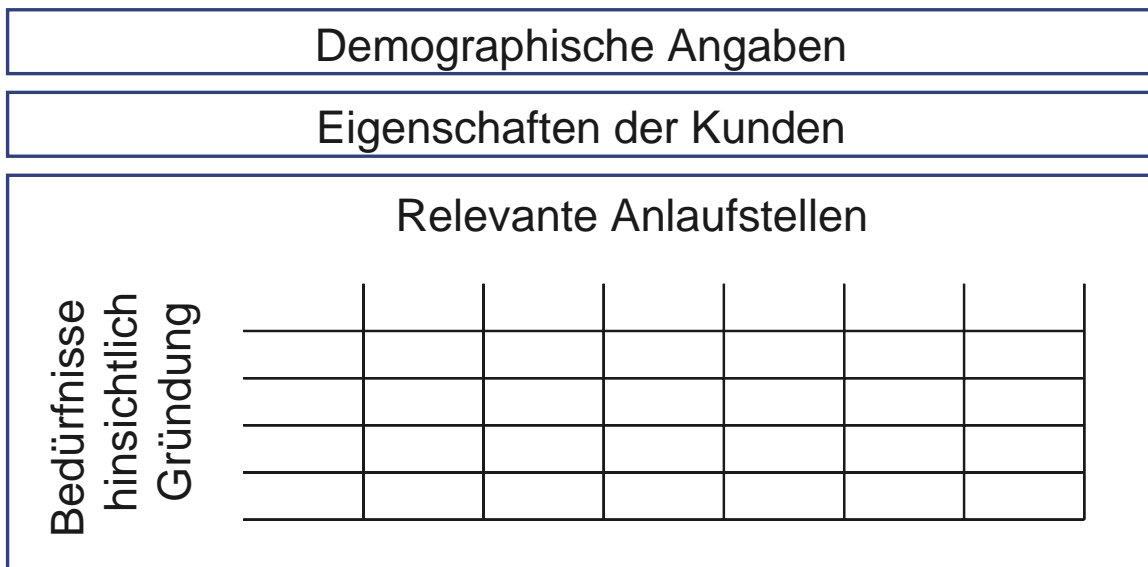 Demographische Angaben
Eigenschaften der Kunden
Relevante Anlaufstellen
Bedürfnisse
hinsichtlich
Gründung